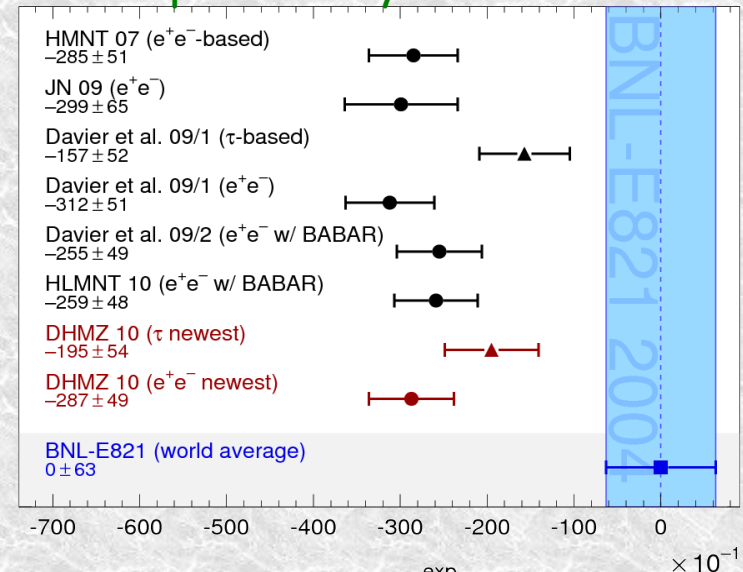 HMNT 07 (e⁺e⁻-based)
–285 ± 51
JN 09 (e⁺e⁻)
–299 ± 65
Davier et al. 09/1 (τ-based)
–157 ± 52
Davier et al. 09/1 (e⁺e⁻)
–312 ± 51
Davier et al. 09/2 (e⁺e⁻ w/ BABAR)
–255 ± 49
HLMNT 10 (e⁺e⁻ w/ BABAR)
–259 ± 48
DHMZ 10 (τ newest)
–195 ± 54
DHMZ 10 (e⁺e⁻ newest)
–287 ± 49
BNL-E821 (world average)
0 ± 63
BNL-E821 2004
-700 -600 -500 -400 -300 -200 -100 0
× 10⁻¹